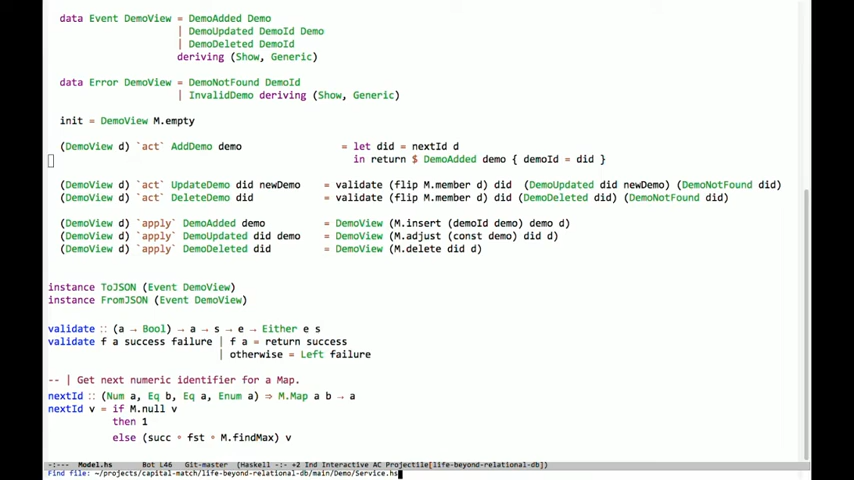 data Event DemoView = DemoAdded Demo
| DemoUpdated DemoId Demo
| DemoDeleted DemoId
deriving (Show, Generic)
data Error DemoView = DemoNotFound DemoId
| InvalidDemo deriving (Show, Generic)
init = DemoView M.empty
(DemoView d) `act` AddDemo demo = let did = nextId d
in return $ DemoAdded demo { demoId = did }
(DemoView d) `act` UpdateDemo did newDemo = validate (flip M.member d) did (DemoUpdated did newDemo) (DemoNotFound did)
(DemoView d) `act` DeleteDemo did = validate (flip M.member d) did (DemoDeleted did) (DemoNotFound did)
(DemoView d) `apply` DemoAdded demo = DemoView (M.insert (demoId demo) demo d)
(DemoView d) `apply` DemoUpdated did demo = DemoView (M.adjust (const demo) did d)
(DemoView d) `apply` DemoDeleted did = DemoView (M.delete did d)
instance ToJSON (Event DemoView)
instance FromJSON (Event DemoView)
validate ∷ (a → Bool) → a → s → e → Either e s
validate f a success failure | f a = return success
| otherwise = Left failure
-- | Get next numeric identifier for a Map.
nextId ∷ (Num a, Eq b, Eq a, Enum a) ⇒ M.Map a b → a
nextId v = if M.null v
then 1
else (succ ∘ fst ∘ M.findMax) v
-:--- Model.hs Bot L46 Git-master (Haskell -:- +2 Ind Interactive AC Projectile[life-beyond-relational-db])
Find file: ~/projects/capital-match/life-beyond-relational-db/main/Demo/Service.hs